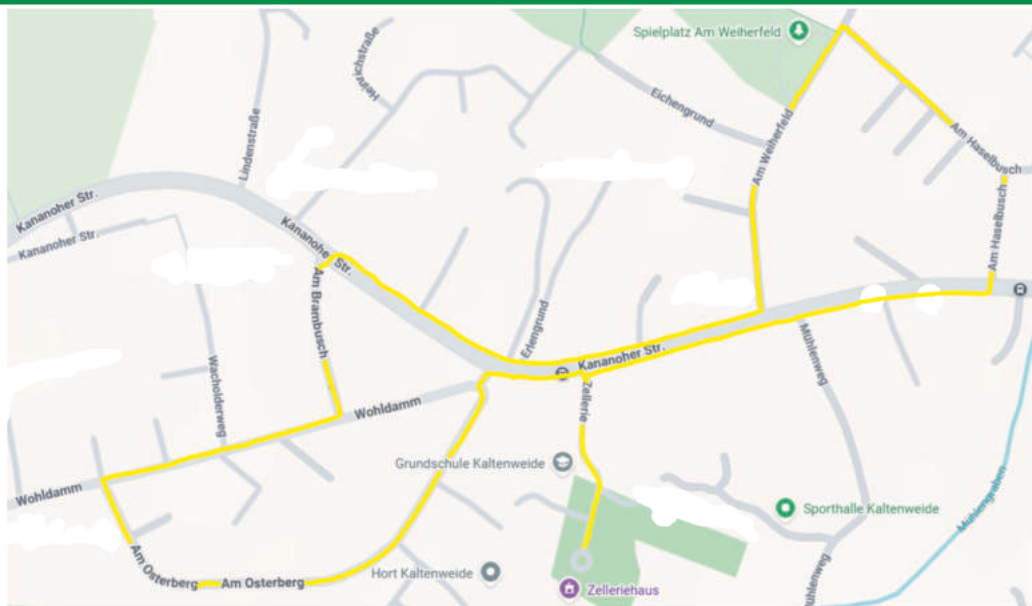 Spielplatz Am Weiherfeld
Heinrichstraße
Eichengrund
Lindenstraße
Am Weiherfeld
Am Haselbusch
Kananoher Str.
Kananoher Str.
Kananoher Str.
Am Haselbusch
Am Brambusch
Erlengrund
Kananoher Str.
Mühlenweg
Wacholderweg
Wohldamm
Zellerie
Grundschule Kaltenweide
Wohldamm
Sporthalle Kaltenweide
Mühlengraben
Am Osterberg
Am Osterberg
Hort Kaltenweide
Zelleriehaus
Mühlenweg